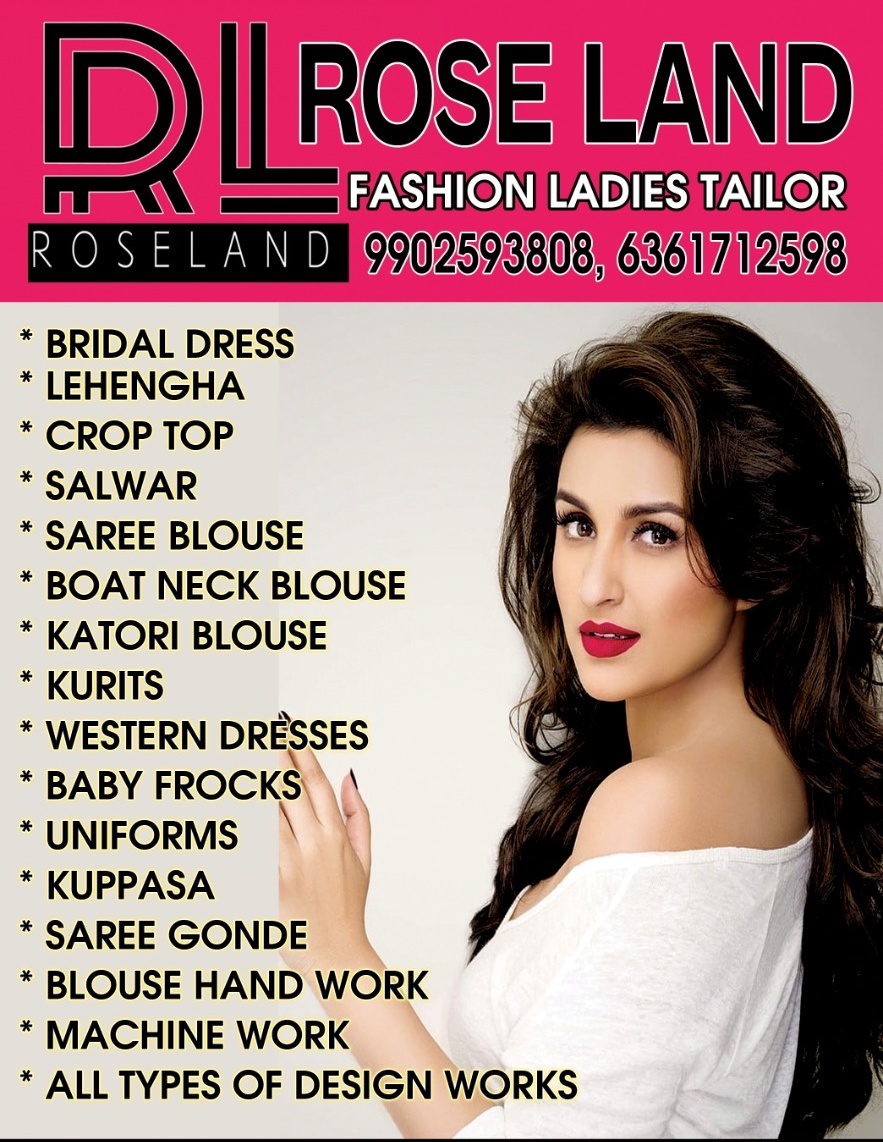 RL ROSE LAND
FASHION LADIES TAILOR
ROSELAND
9902593808, 6361712598
* BRIDAL DRESS
* LEHENGHA
* CROP TOP
* SALWAR
* SAREE BLOUSE
* BOAT NECK BLOUSE
* KATORI BLOUSE
* KURITS
* WESTERN DRESSES
* BABY FROCKS
* UNIFORMS
* KUPPASA
* SAREE GONDE
* BLOUSE HAND WORK
* MACHINE WORK
* ALL TYPES OF DESIGN WORKS